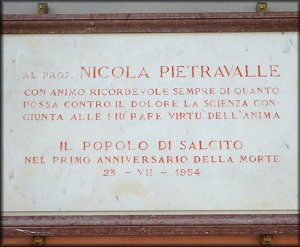 AL PROF. NICOLA PIETRAVALLE
CON ANIMO RICORDEVOLE SEMPRE DI QUANTO
POSSA CONTRO IL DOLORE LA SCIENZA CON-
GIUNTA ALLE PIÙ RARE VIRTÙ DELL'ANIMA
IL POPOLO DI SALCITO
NEL PRIMO ANNIVERSARIO DELLA MORTE
23 - VII - 1954